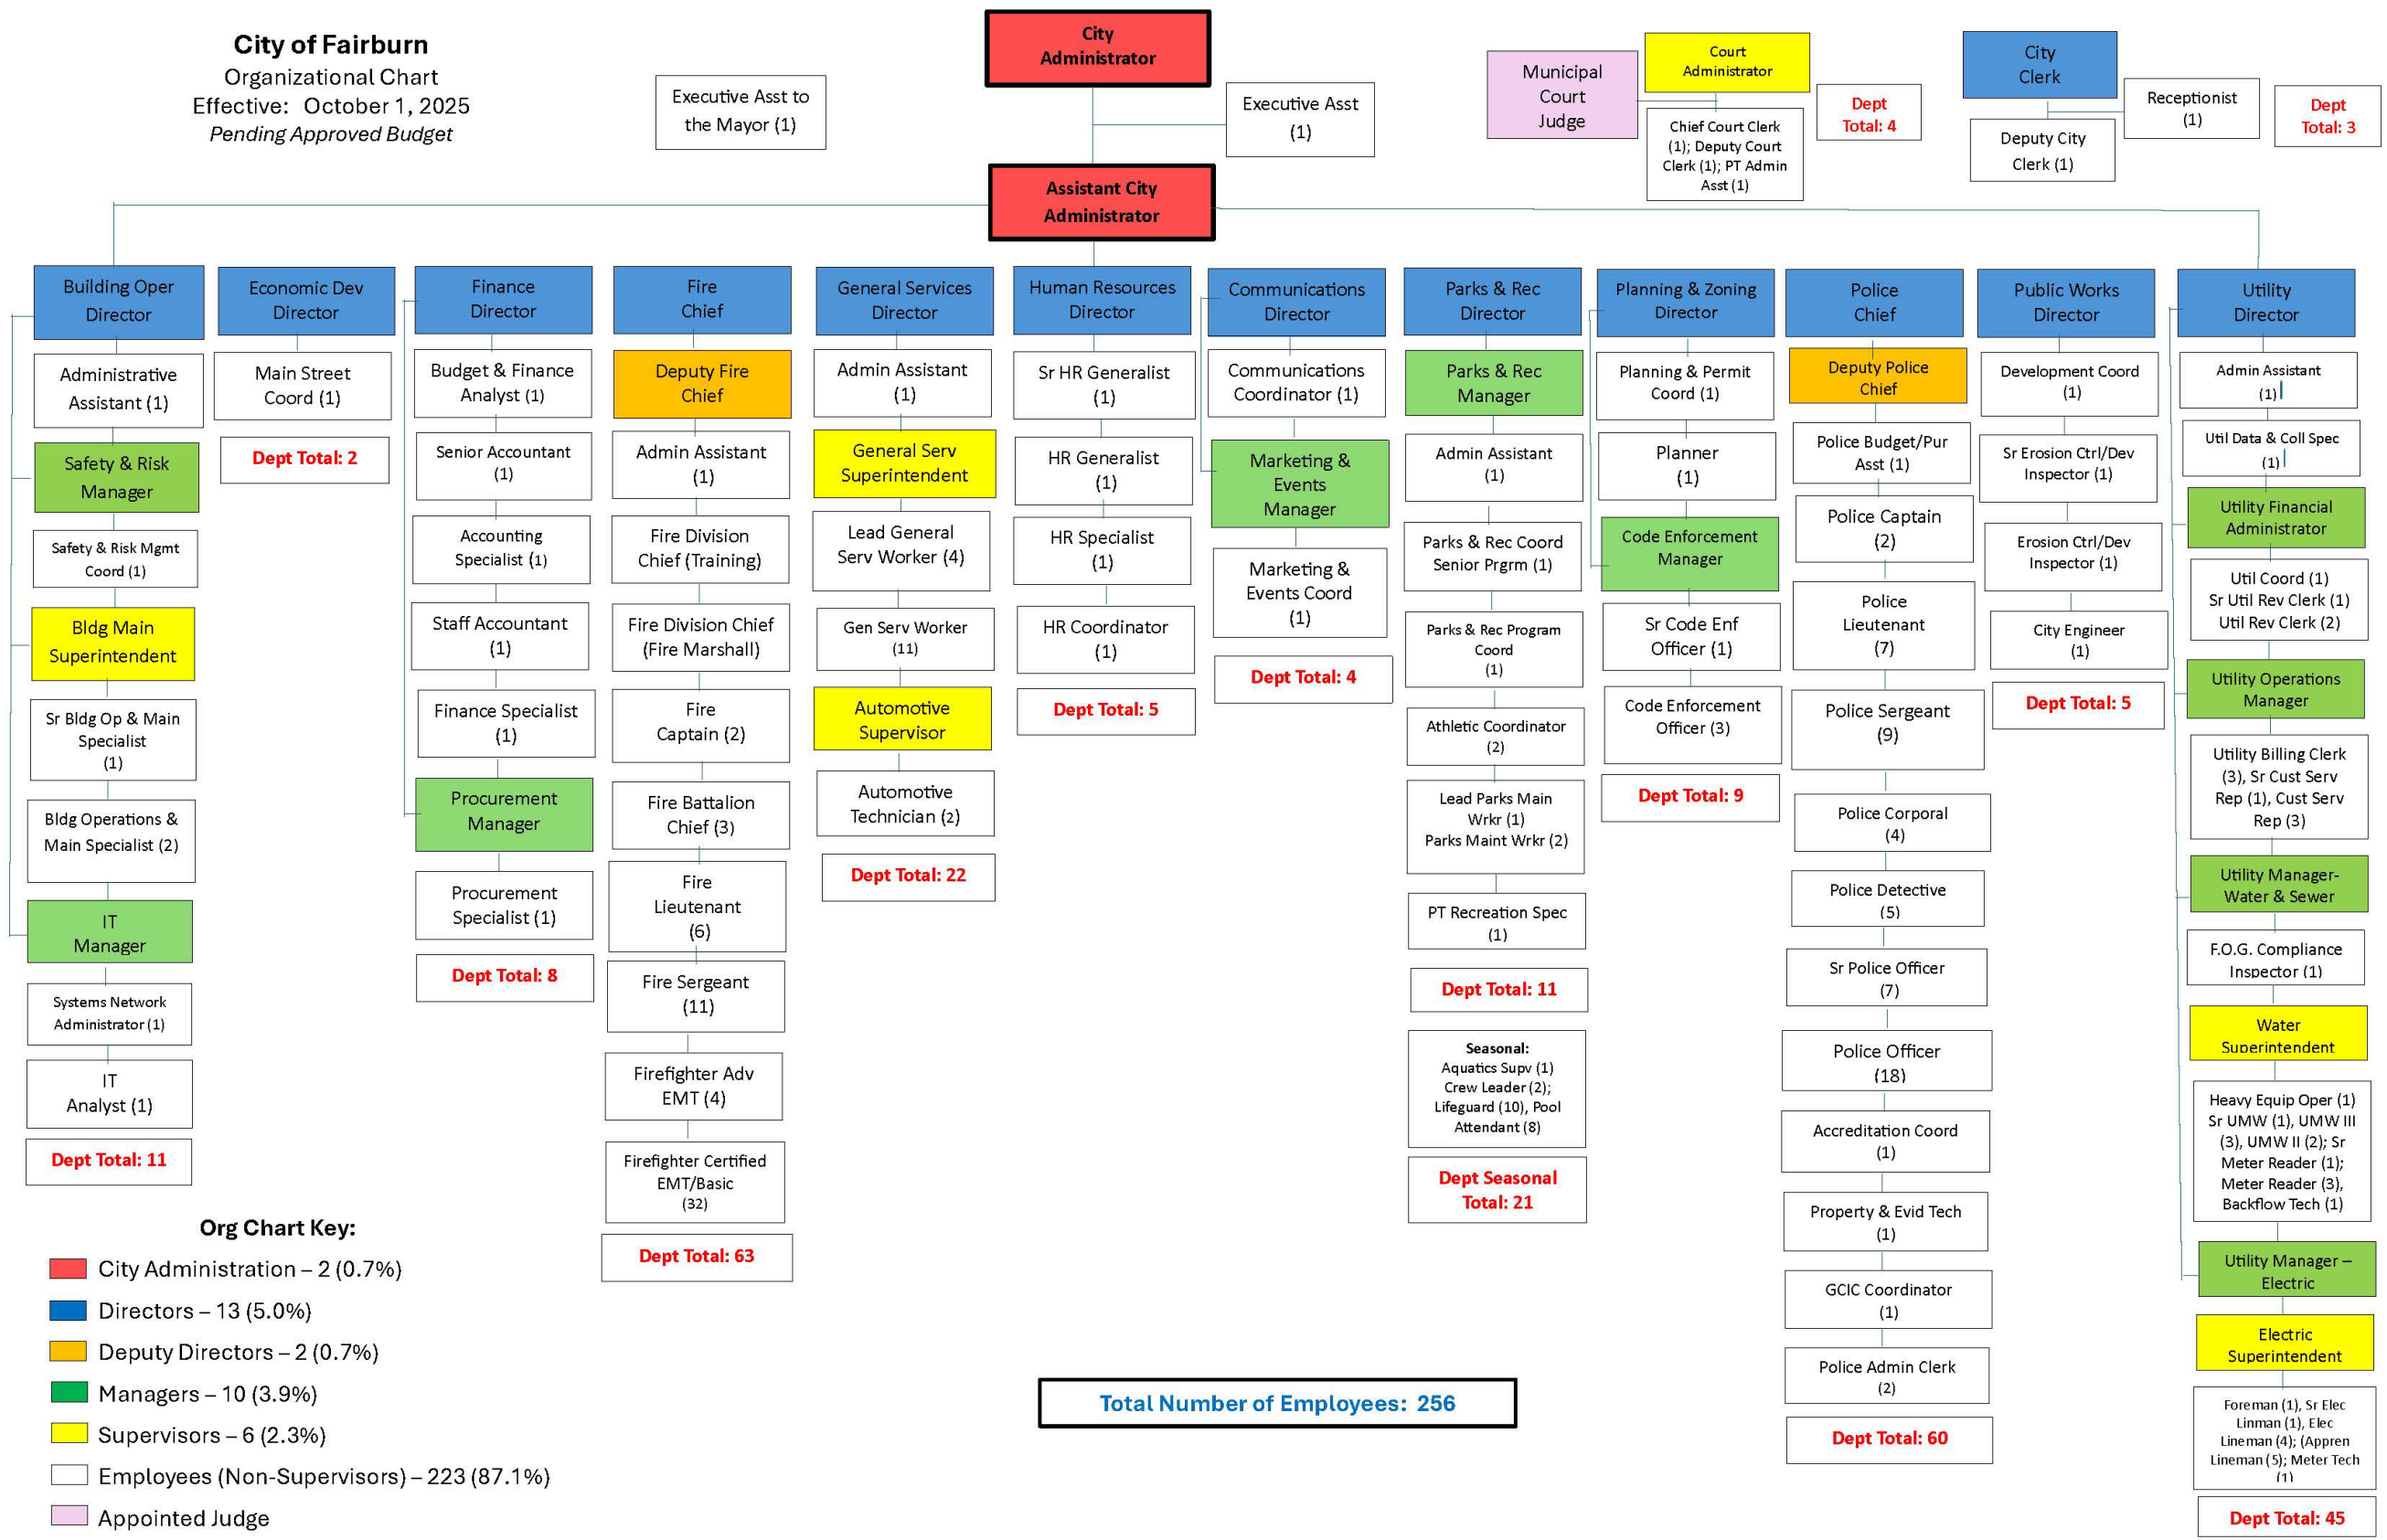 City of Fairburn
Organizational Chart
Effective: October 1, 2025
Pending Approved Budget
Executive Asst to
the Mayor (1)
City
Administrator
Executive Asst
(1)
Assistant City
Administrator
Municipal
Court
Judge
Court
Administrator
Chief Court Clerk
(1); Deputy Court
Clerk (1); PT Admin
Asst (1)
Dept
Total: 4
City
Clerk
Receptionist
(1)
Deputy City
Clerk (1)
Dept
Total: 3
Building Oper
Director
Administrative
Assistant (1)
Safety & Risk
Manager
Safety & Risk Mgmt
Coord (1)
Bldg Main
Superintendent
Sr Bldg Op & Main
Specialist
(1)
Bldg Operations &
Main Specialist (2)
IT
Manager
Systems Network
Administrator (1)
IT
Analyst (1)
Dept Total: 11
Economic Dev
Director
Main Street
Coord (1)
Dept Total: 2
Finance
Director
Budget & Finance
Analyst (1)
Senior Accountant
(1)
Accounting
Specialist (1)
Staff Accountant
(1)
Finance Specialist
(1)
Procurement
Manager
Procurement
Specialist (1)
Dept Total: 8
Fire
Chief
Deputy Fire
Chief
Admin Assistant
(1)
Fire Division
Chief (Training)
Fire Division Chief
(Fire Marshall)
Fire
Captain (2)
Fire Battalion
Chief (3)
Fire
Lieutenant
(6)
Fire Sergeant
(11)
Firefighter Adv
EMT (4)
Firefighter Certified
EMT/Basic
(32)
Dept Total: 63
General Services
Director
Admin Assistant
(1)
General Serv
Superintendent
Lead General
Serv Worker (4)
Gen Serv Worker
(11)
Automotive
Supervisor
Automotive
Technician (2)
Dept Total: 22
Human Resources
Director
Sr HR Generalist
(1)
HR Generalist
(1)
HR Specialist
(1)
HR Coordinator
(1)
Dept Total: 5
Communications
Director
Communications
Coordinator (1)
Marketing &
Events
Manager
Marketing &
Events Coord
(1)
Dept Total: 4
Parks & Rec
Director
Parks & Rec
Manager
Admin Assistant
(1)
Parks & Rec Coord
Senior Prgrm (1)
Parks & Rec Program
Coord
(1)
Athletic Coordinator
(2)
Lead Parks Main
Wrkr (1)
Parks Maint Wrkr (2)
PT Recreation Spec
(1)
Dept Total: 11
Seasonal:
Aquatics Supv (1)
Crew Leader (2);
Lifeguard (10), Pool
Attendant (8)
Dept Seasonal
Total: 21
Planning & Zoning
Director
Planning & Permit
Coord (1)
Planner
(1)
Code Enforcement
Manager
Sr Code Enf
Officer (1)
Code Enforcement
Officer (3)
Dept Total: 9
Police
Chief
Deputy Police
Chief
Police Budget/Pur
Asst (1)
Police Captain
(2)
Police
Lieutenant
(7)
Police Sergeant
(9)
Police Corporal
(4)
Police Detective
(5)
Sr Police Officer
(7)
Police Officer
(18)
Accreditation Coord
(1)
Property & Evid Tech
(1)
GCIC Coordinator
(1)
Police Admin Clerk
(2)
Dept Total: 60
Public Works
Director
Development Coord
(1)
Sr Erosion Ctrl/Dev
Inspector (1)
Erosion Ctrl/Dev
Inspector (1)
City Engineer
(1)
Dept Total: 5
Utility
Director
Admin Assistant
(1)
Util Data & Coll Spec
(1)
Utility Financial
Administrator
Util Coord (1)
Sr Util Rev Clerk (1)
Util Rev Clerk (2)
Utility Operations
Manager
Utility Billing Clerk
(3), Sr Cust Serv
Rep (1), Cust Serv
Rep (3)
Utility Manager-
Water & Sewer
F.O.G. Compliance
Inspector (1)
Water
Superintendent
Heavy Equip Oper (1)
Sr UMW (1), UMW III
(3), UMW II (2); Sr
Meter Reader (1);
Meter Reader (3),
Backflow Tech (1)
Utility Manager –
Electric
Electric
Superintendent
Foreman (1), Sr Elec
Linman (1), Elec
Lineman (4); (Appren
Lineman (5); Meter Tech
(1)
Dept Total: 45
Org Chart Key:
City Administration – 2 (0.7%)
Directors – 13 (5.0%)
Deputy Directors – 2 (0.7%)
Managers – 10 (3.9%)
Supervisors – 6 (2.3%)
Employees (Non-Supervisors) – 223 (87.1%)
Appointed Judge
Total Number of Employees: 256